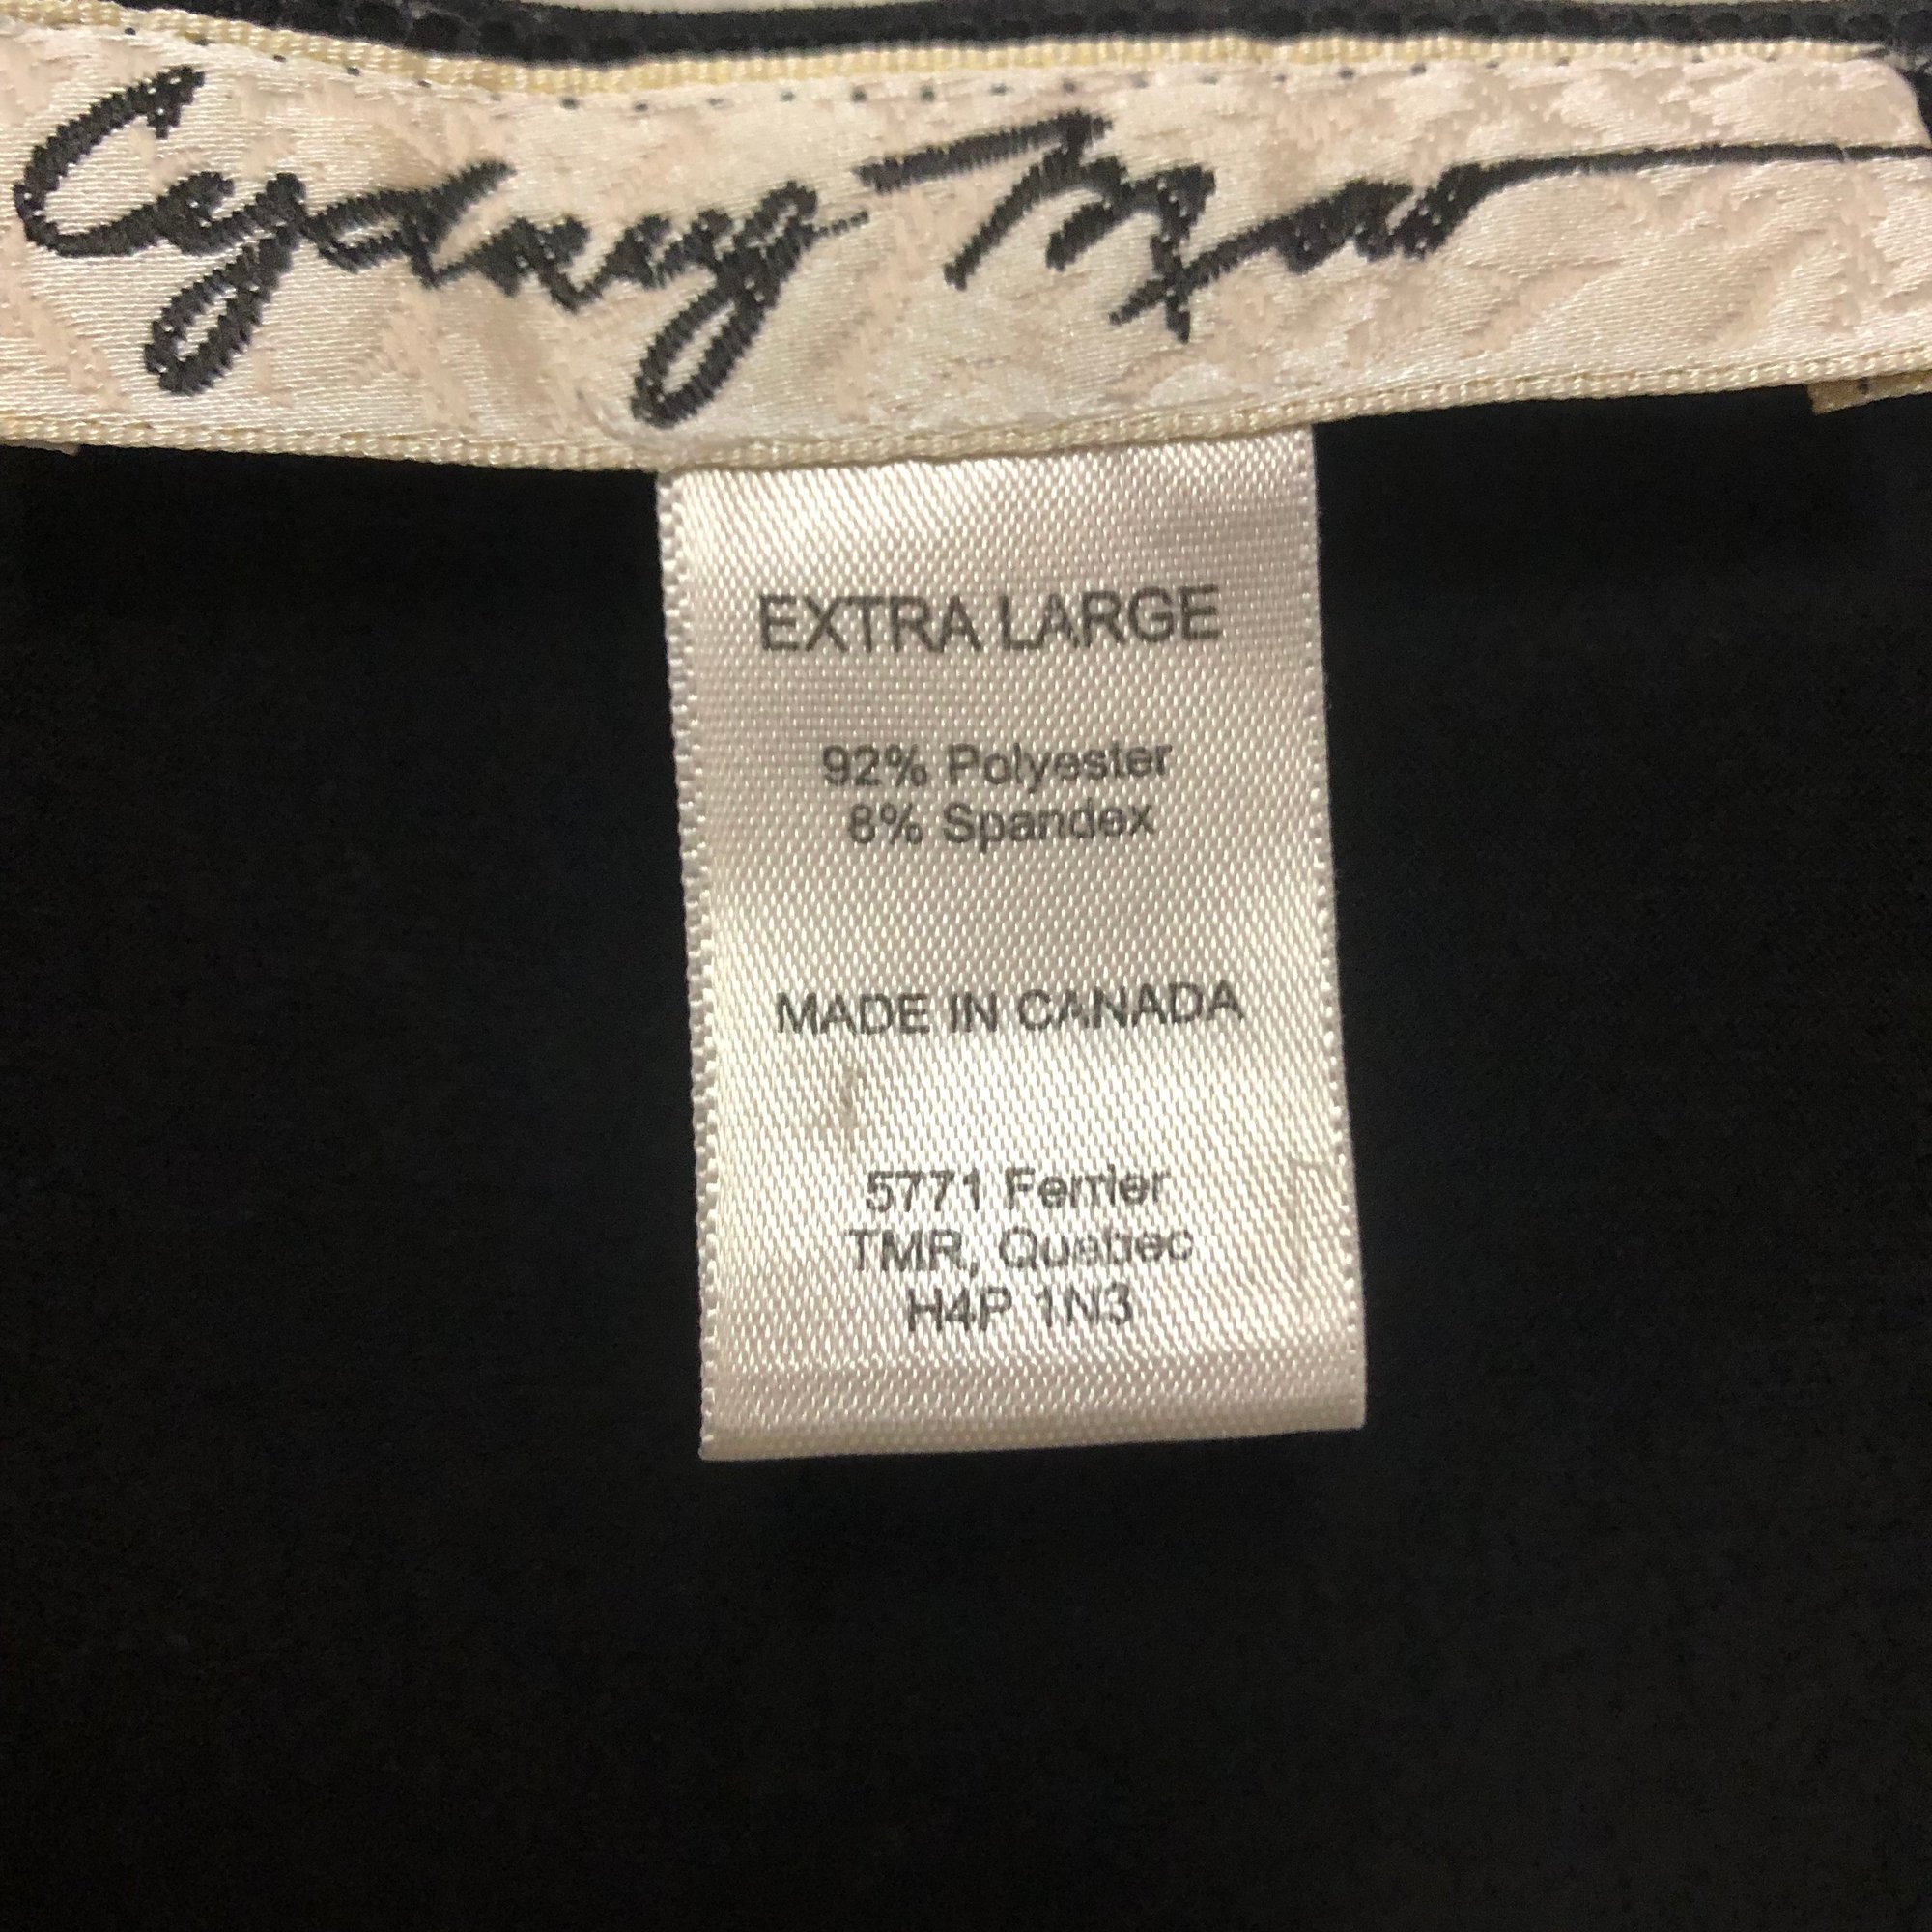 EXTRA LARGE
92% Polyester
8% Spandex
MADE IN CANADA
5771 Ferrier
TMR, Quebec
H4P 1N3